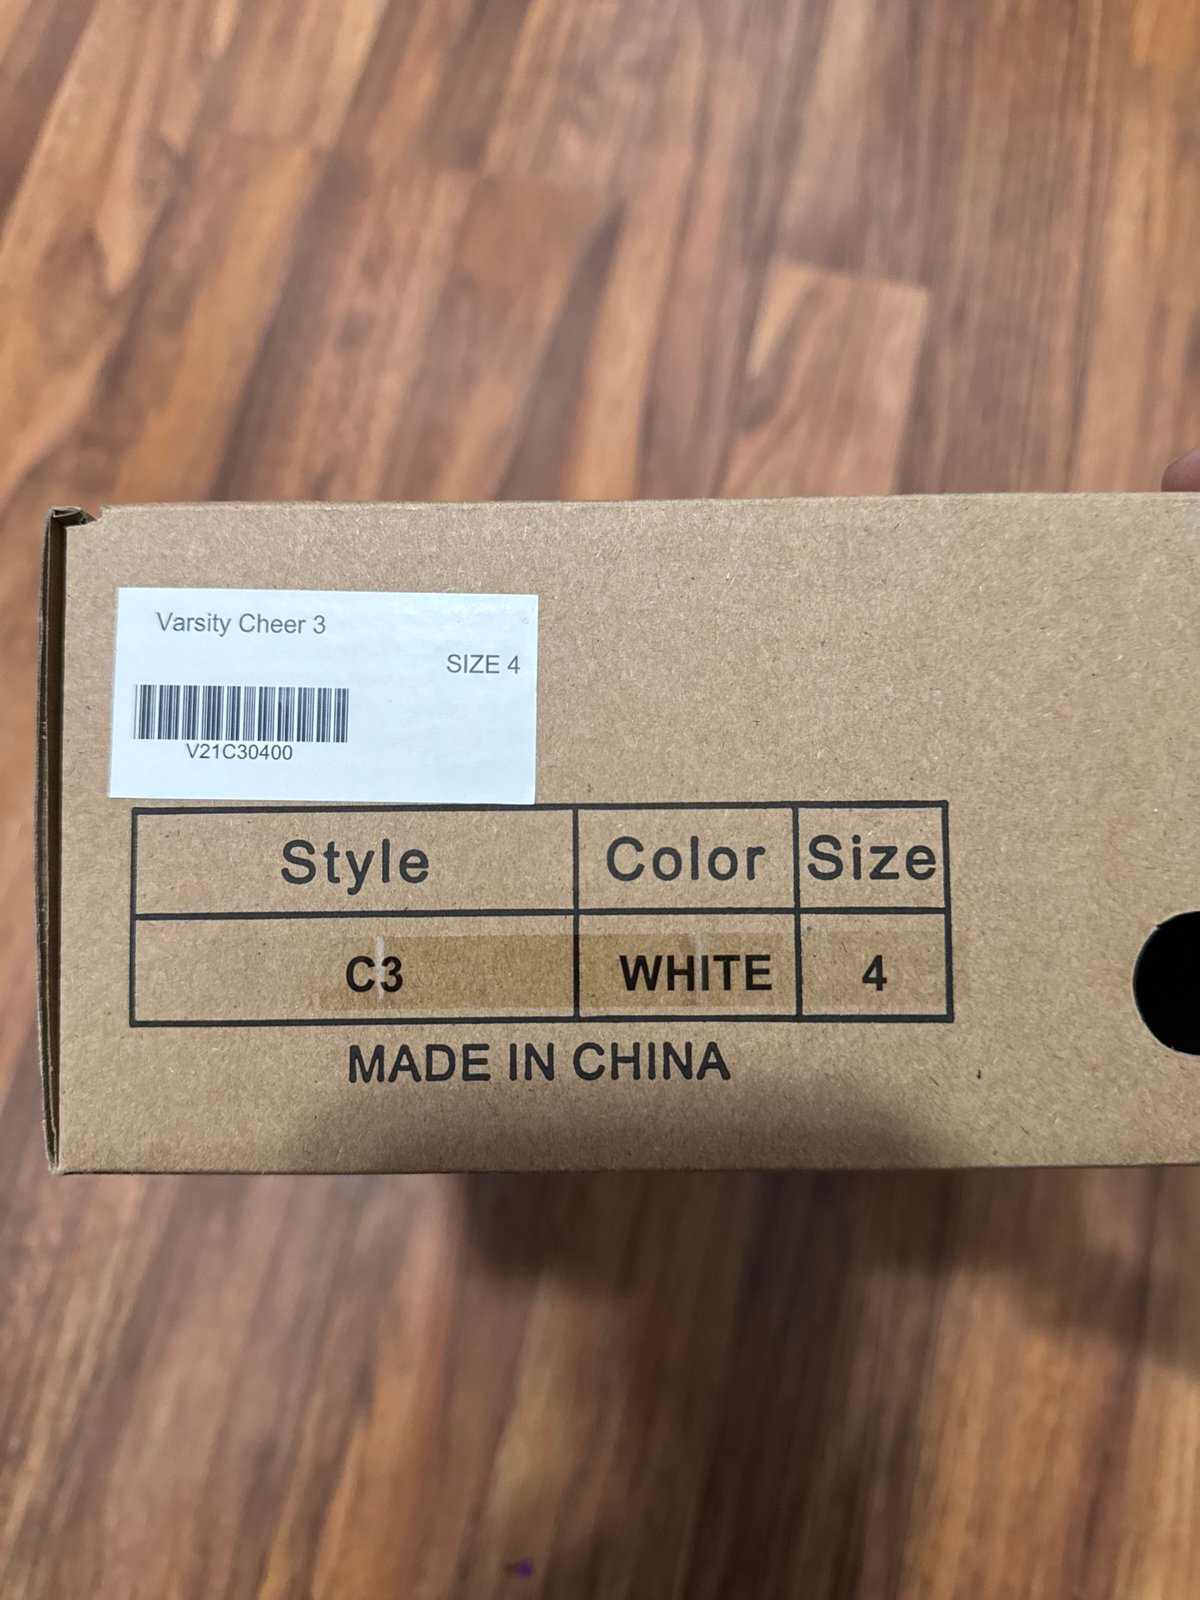 Varsity Cheer 3
SIZE 4
V21C30400
Style Color Size
C3 WHITE 4
MADE IN CHINA